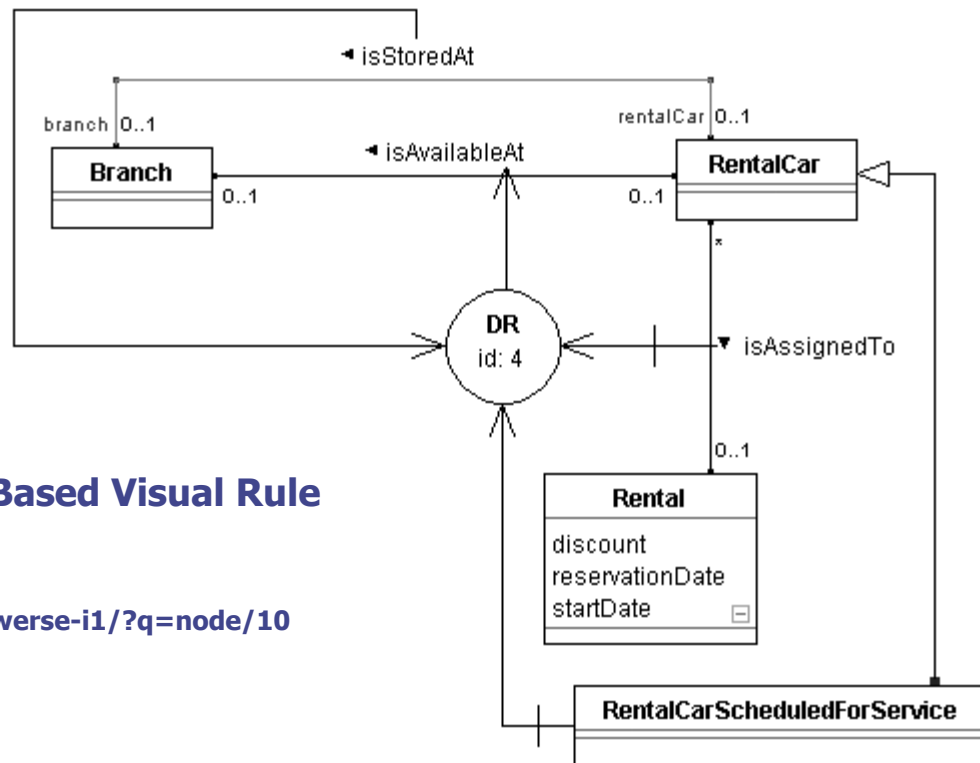 ◄ isStoredAt
branch 0..1
rentalCar 0..1
Branch
◄ isAvailableAt
RentalCar
0..1
0..1
*
DR
id: 4
▼ isAssignedTo
0..1
Based Visual Rule
Rental
discount
reservationDate
startDate
werse-i1/?q=node/10
RentalCarScheduledForService